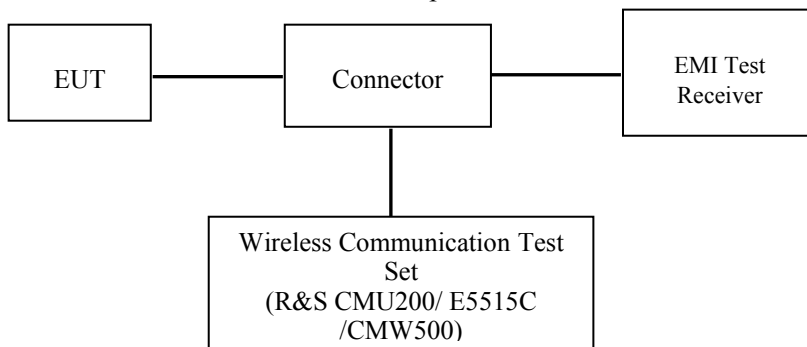 EUT
Connector
EMI Test
Receiver
Wireless Communication Test
Set
(R&S CMU200/ E5515C
/CMW500)